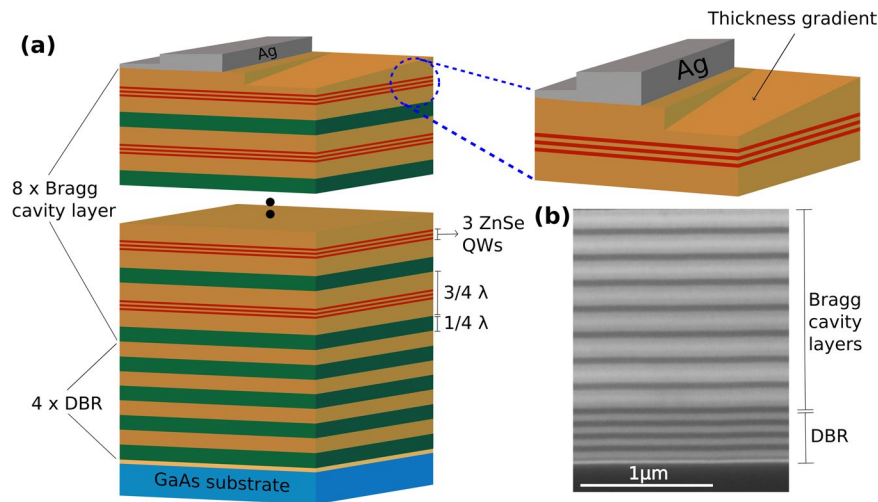 (a)
Ag
8 x Bragg
cavity layer
3 ZnSe
QWs
3/4 λ
1/4 λ
4 x DBR
GaAs substrate
Thickness gradient
Ag
(b)
Bragg
cavity
layers
DBR
1μm